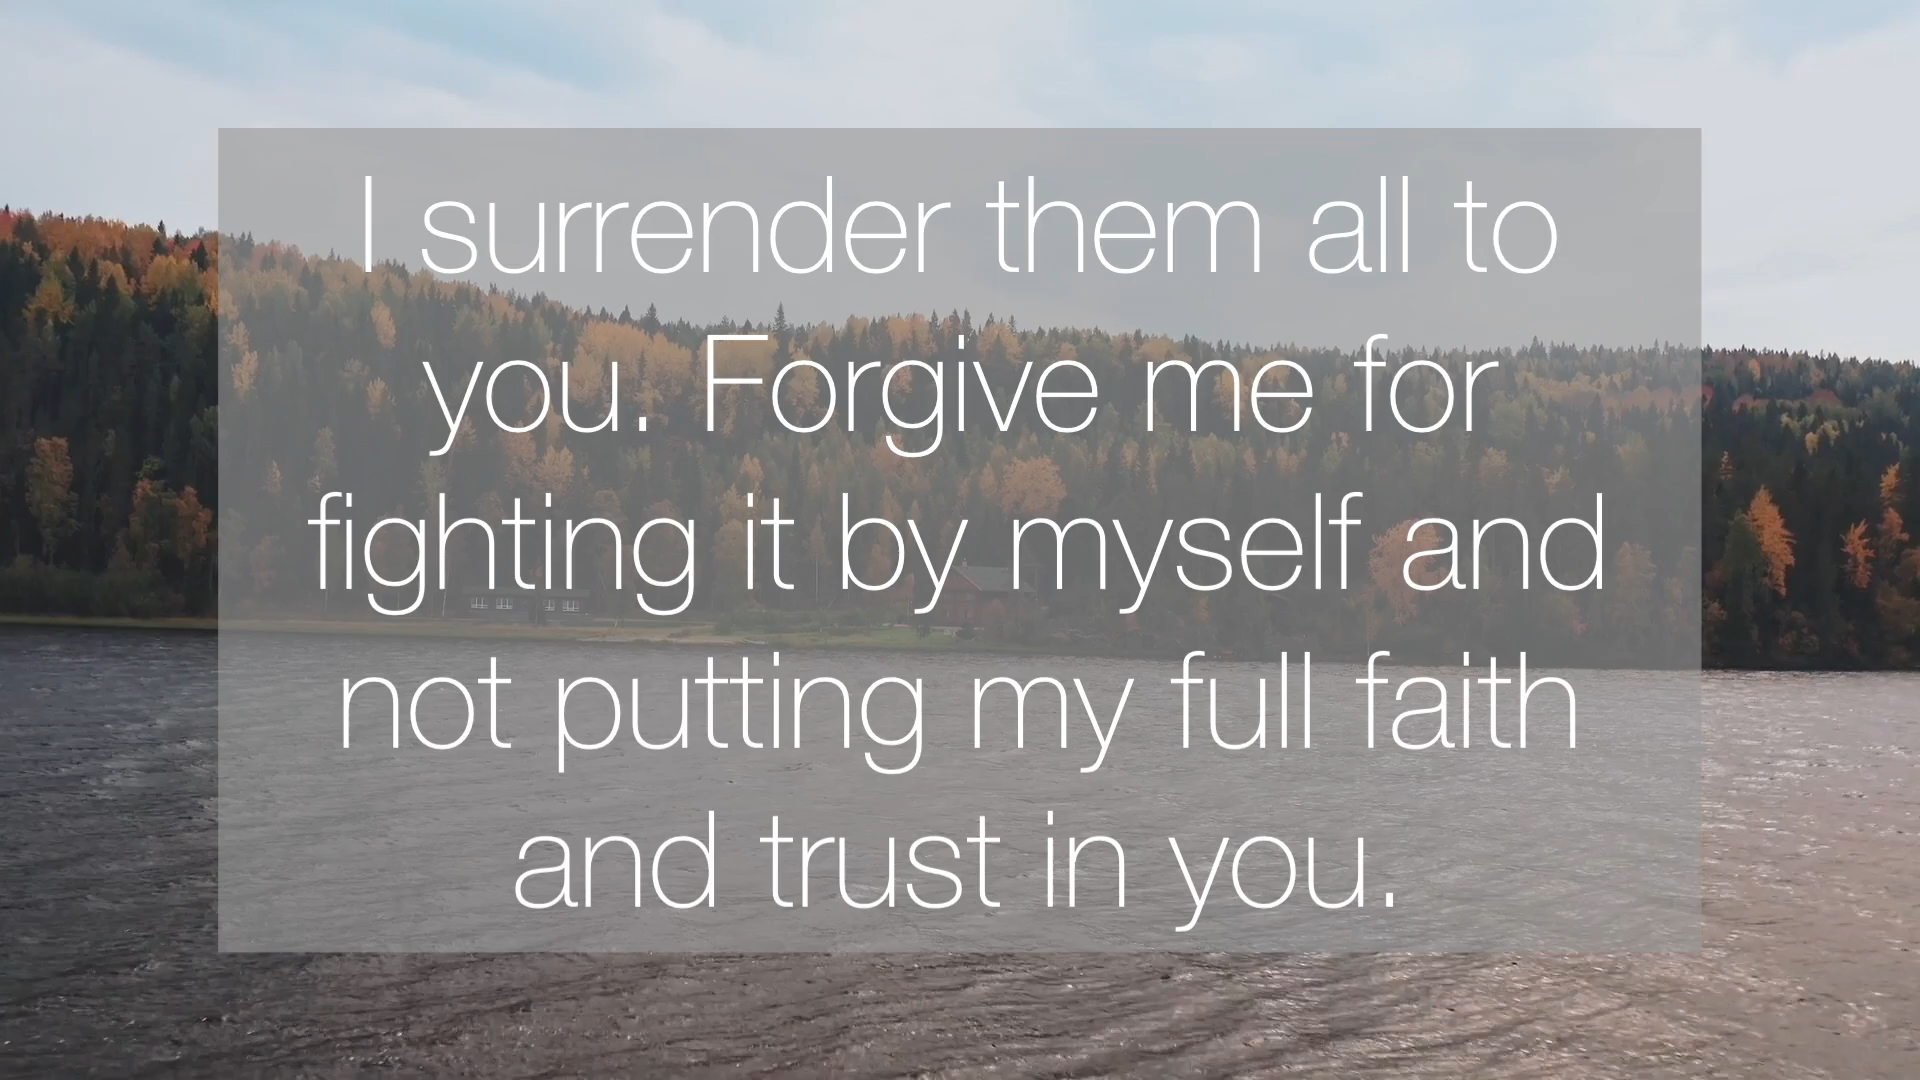 I surrender them all to
you. Forgive me for
fighting it by myself and
not putting my full faith
and trust in you.